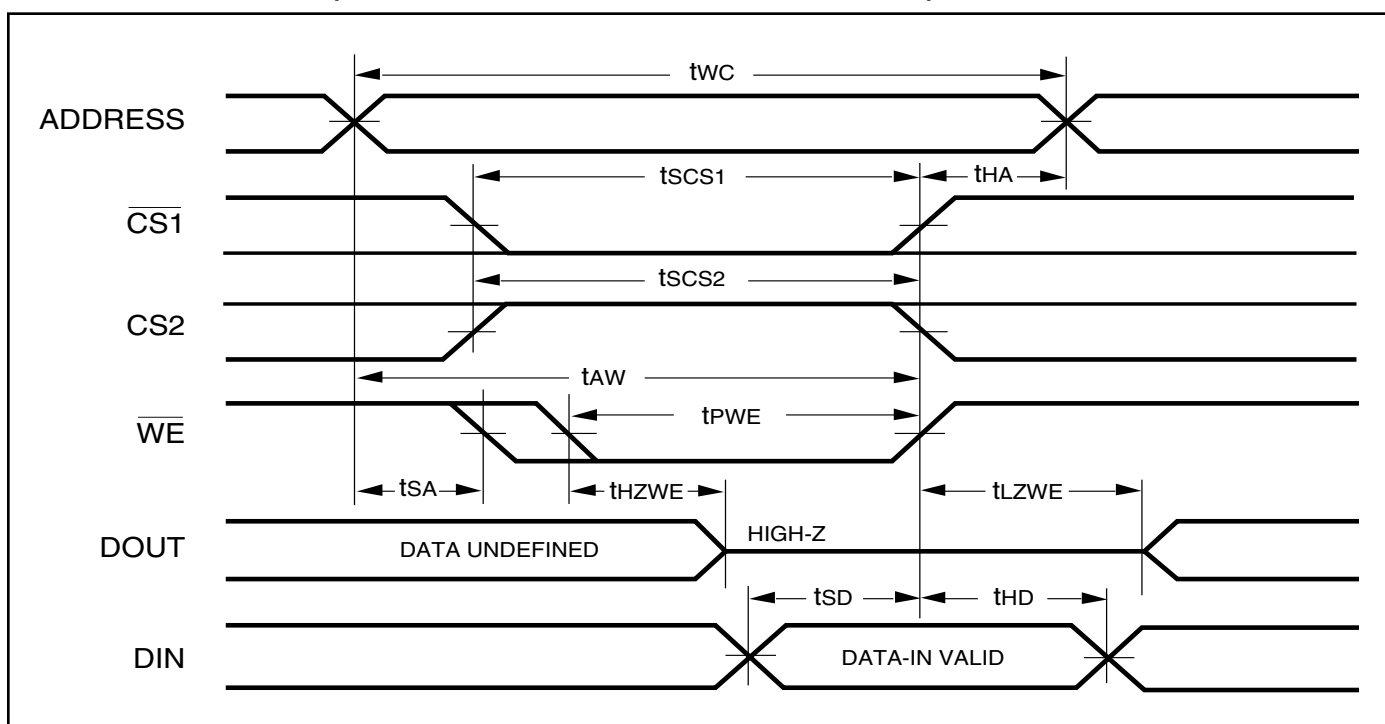 tWC
ADDRESS
tSCS1
tHA
CS1
tSCS2
CS2
tAW
WE
tPWE
tSA
tHZWE
tLZWE
DOUT
DATA UNDEFINED
HIGH-Z
tSD
tHD
DIN
DATA-IN VALID